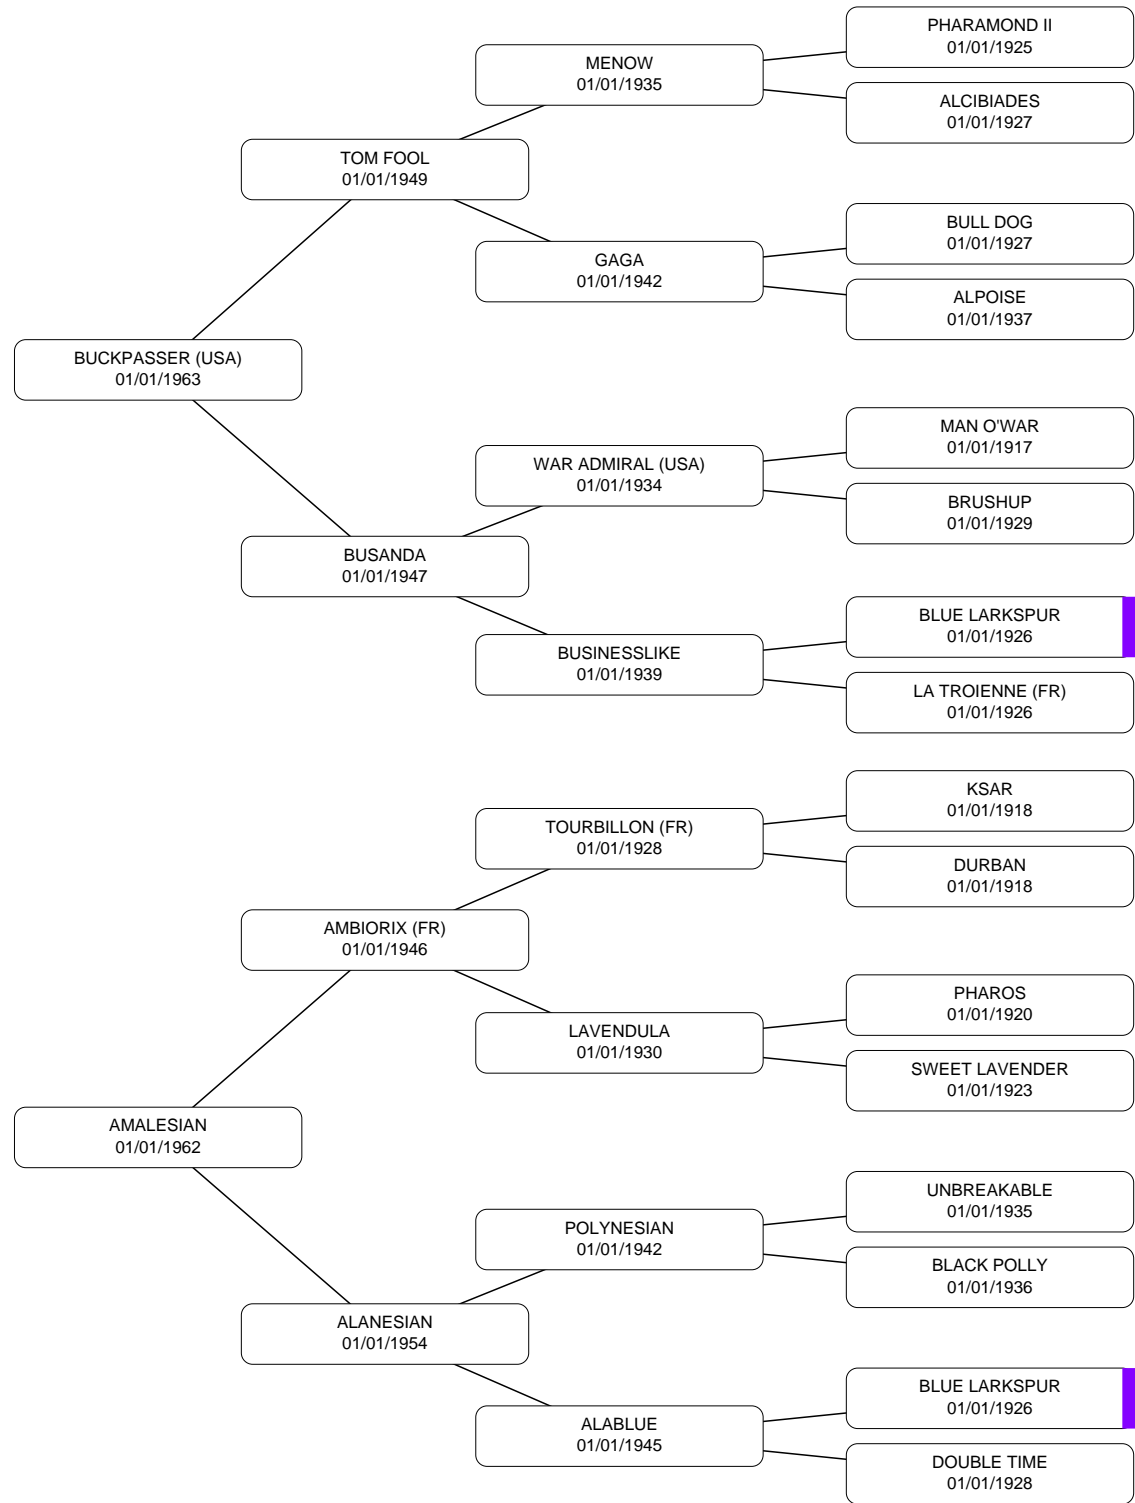 PHARAMOND II
01/01/1925
MENOW
01/01/1935
ALCIBIADES
01/01/1927
TOM FOOL
01/01/1949
BULL DOG
01/01/1927
GAGA
01/01/1942
ALPOISE
01/01/1937
BUCKPASSER (USA)
01/01/1963
MAN O'WAR
01/01/1917
WAR ADMIRAL (USA)
01/01/1934
BRUSHUP
01/01/1929
BUSANDA
01/01/1947
BLUE LARKSPUR
01/01/1926
BUSINESSLIKE
01/01/1939
LA TROIENNE (FR)
01/01/1926
KSAR
01/01/1918
TOURBILLON (FR)
01/01/1928
DURBAN
01/01/1918
AMBIORIX (FR)
01/01/1946
PHAROS
01/01/1920
LAVENDULA
01/01/1930
SWEET LAVENDER
01/01/1923
AMALESIAN
01/01/1962
UNBREAKABLE
01/01/1935
POLYNESIAN
01/01/1942
BLACK POLLY
01/01/1936
ALANESIAN
01/01/1954
BLUE LARKSPUR
01/01/1926
ALABLUE
01/01/1945
DOUBLE TIME
01/01/1928